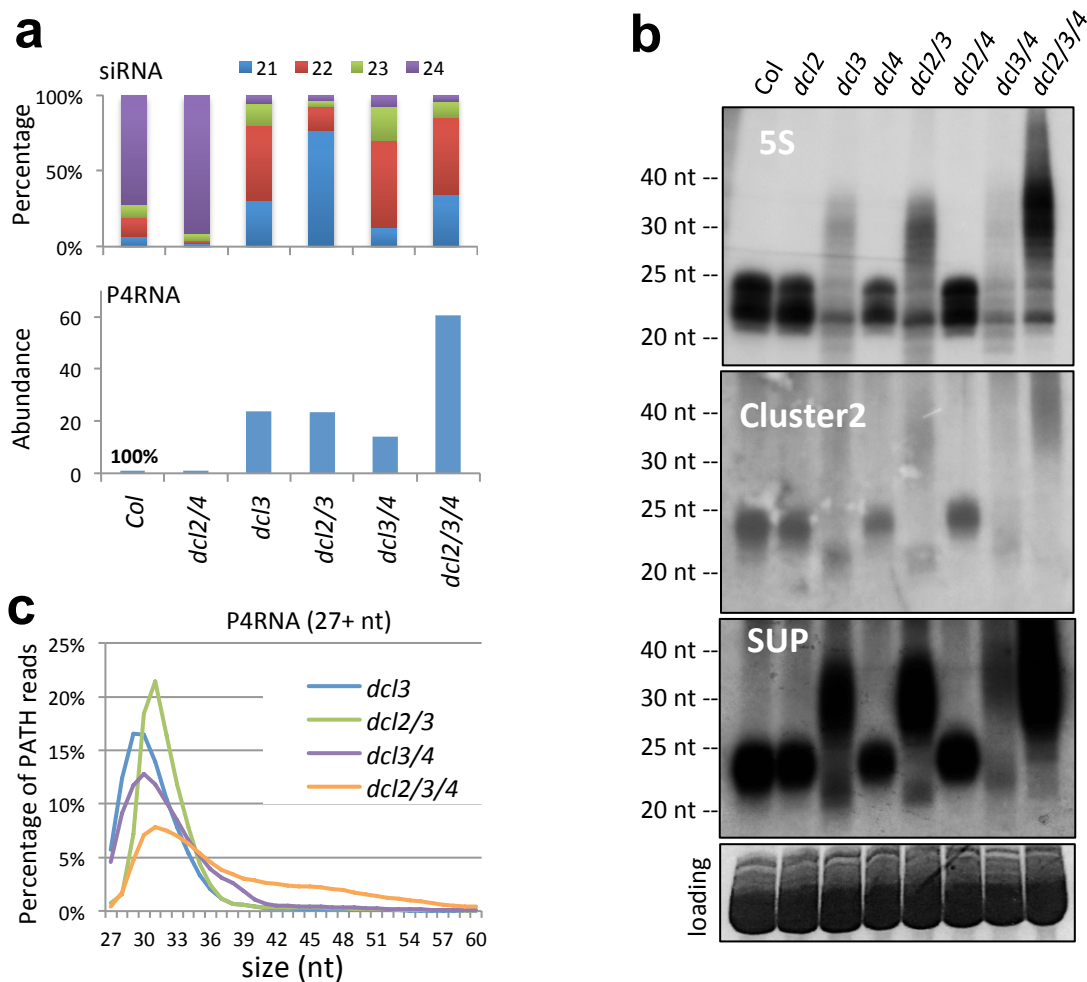 a
siRNA
21 22 23 24
100%
50%
0%
Percentage
P4RNA
60
40
20
0
Abundance
100%
Col
dcl2/4
dcl3
dcl2/3
dcl3/4
dcl2/3/4
b
Col
dcl2
dcl3
dcl4
dcl2/3
dcl2/4
dcl3/4
dcl2/3/4
5S
40 nt --
30 nt --
25 nt --
20 nt --
Cluster2
40 nt --
30 nt --
25 nt --
20 nt --
SUP
40 nt --
30 nt --
25 nt --
20 nt --
loading
c
P4RNA (27+ nt)
25%
20%
15%
10%
5%
0%
Percentage of PATH reads
dcl3
dcl2/3
dcl3/4
dcl2/3/4
27 30 33 36 39 42 45 48 51 54 57 60
size (nt)